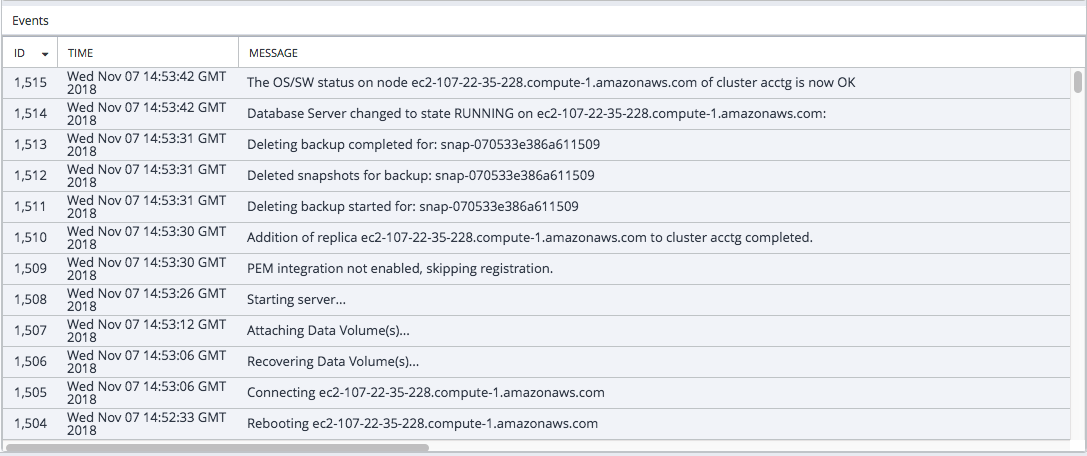 Events
ID TIME MESSAGE
1,515 Wed Nov 07 14:53:42 GMT 2018 The OS/SW status on node ec2-107-22-35-228.compute-1.amazonaws.com of cluster acctg is now OK
1,514 Wed Nov 07 14:53:42 GMT 2018 Database Server changed to state RUNNING on ec2-107-22-35-228.compute-1.amazonaws.com:
1,513 Wed Nov 07 14:53:31 GMT 2018 Deleting backup completed for: snap-070533e386a611509
1,512 Wed Nov 07 14:53:31 GMT 2018 Deleted snapshots for backup: snap-070533e386a611509
1,511 Wed Nov 07 14:53:31 GMT 2018 Deleting backup started for: snap-070533e386a611509
1,510 Wed Nov 07 14:53:30 GMT 2018 Addition of replica ec2-107-22-35-228.compute-1.amazonaws.com to cluster acctg completed.
1,509 Wed Nov 07 14:53:30 GMT 2018 PEM integration not enabled, skipping registration.
1,508 Wed Nov 07 14:53:26 GMT 2018 Starting server...
1,507 Wed Nov 07 14:53:12 GMT 2018 Attaching Data Volume(s)...
1,506 Wed Nov 07 14:53:06 GMT 2018 Recovering Data Volume(s)...
1,505 Wed Nov 07 14:53:06 GMT 2018 Connecting ec2-107-22-35-228.compute-1.amazonaws.com
1,504 Wed Nov 07 14:52:33 GMT 2018 Rebooting ec2-107-22-35-228.compute-1.amazonaws.com